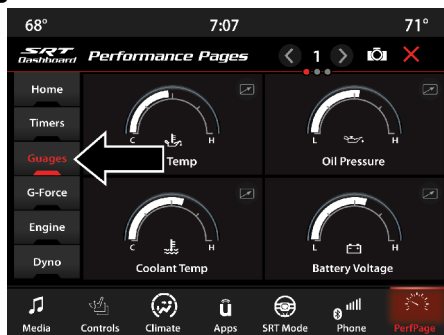 68° 7:07 71°
SRT
Dashboard Performance Pages 1
Home
Timers
Guages
G-Force
Engine
Dyno
C H
Temp
L H
Oil Pressure
C H
Coolant Temp
L H
Battery Voltage
Media Controls Climate Apps SRT Mode Phone PerfPage